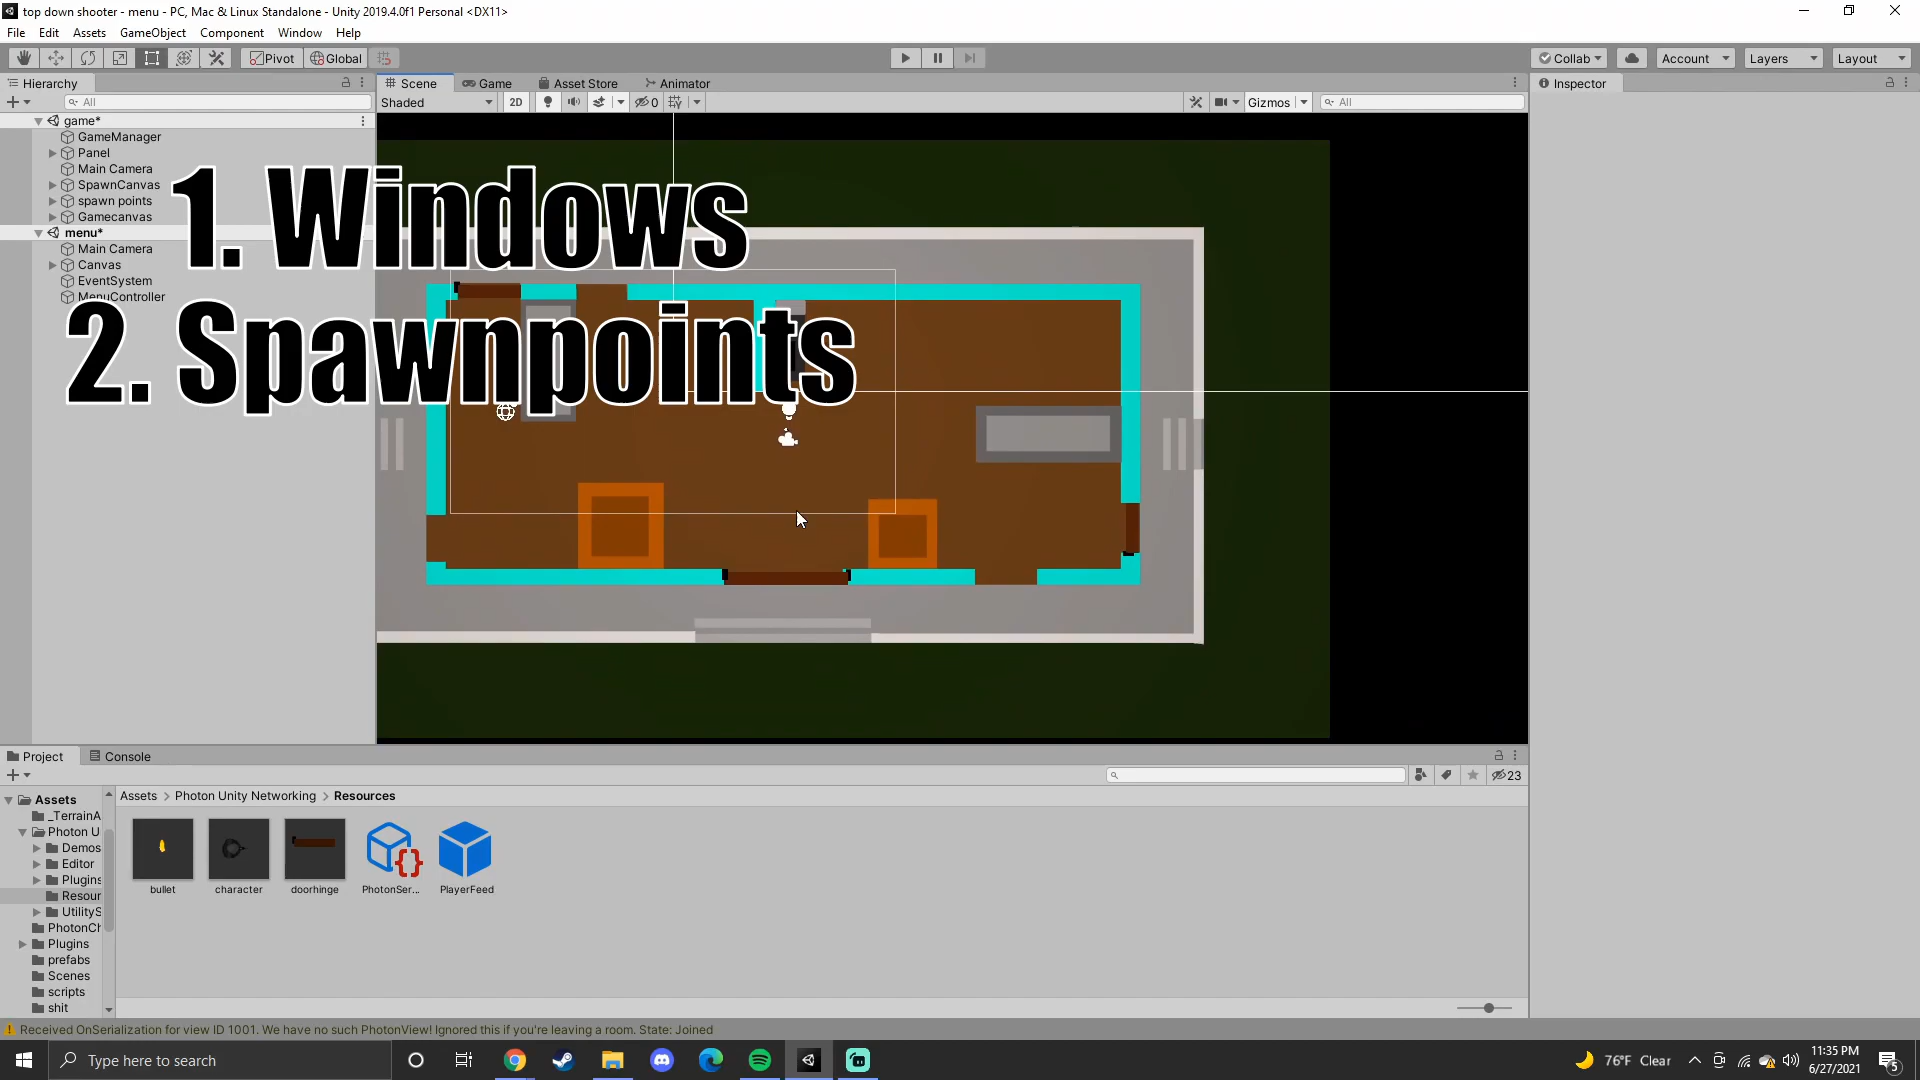 top down shooter - menu - PC, Mac & Linux Standalone - Unity 2019.4.0f1 Personal <DX11>
File Edit Assets GameObject Component Window Help
Pivot Global
Collab Account Layers Layout
Hierarchy
Scene Game Asset Store Animator
Inspector
All
Shaded 2D 0 Gizmos All
game*
GameManager
Panel
Main Camera
SpawnCanvas
spawn points
Gamecanvas
menu*
Main Camera
Canvas
EventSystem
MenuController
1. Windows
2. Spawnpoints
Project Console
23
Assets > Photon Unity Networking > Resources
Assets
_TerrainA
Photon U
Demos
Editor
Plugins
Resour
UtilityS
PhotonCh
Plugins
prefabs
Scenes
scripts
shit
bullet character doorhinge PhotonSer... PlayerFeed
Received OnSerialization for view ID 1001. We have no such PhotonView! Ignored this if you're leaving a room. State: Joined
Type here to search
76°F Clear
11:35 PM
6/27/2021
5